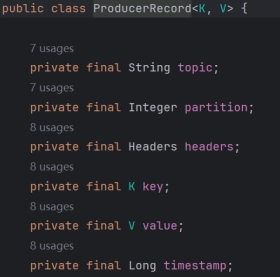 public class ProducerRecord<K, V> {
7 usages
private final String topic;
7 usages
private final Integer partition;
8 usages
private final Headers headers;
8 usages
private final K key;
8 usages
private final V value;
8 usages
private final Long timestamp;